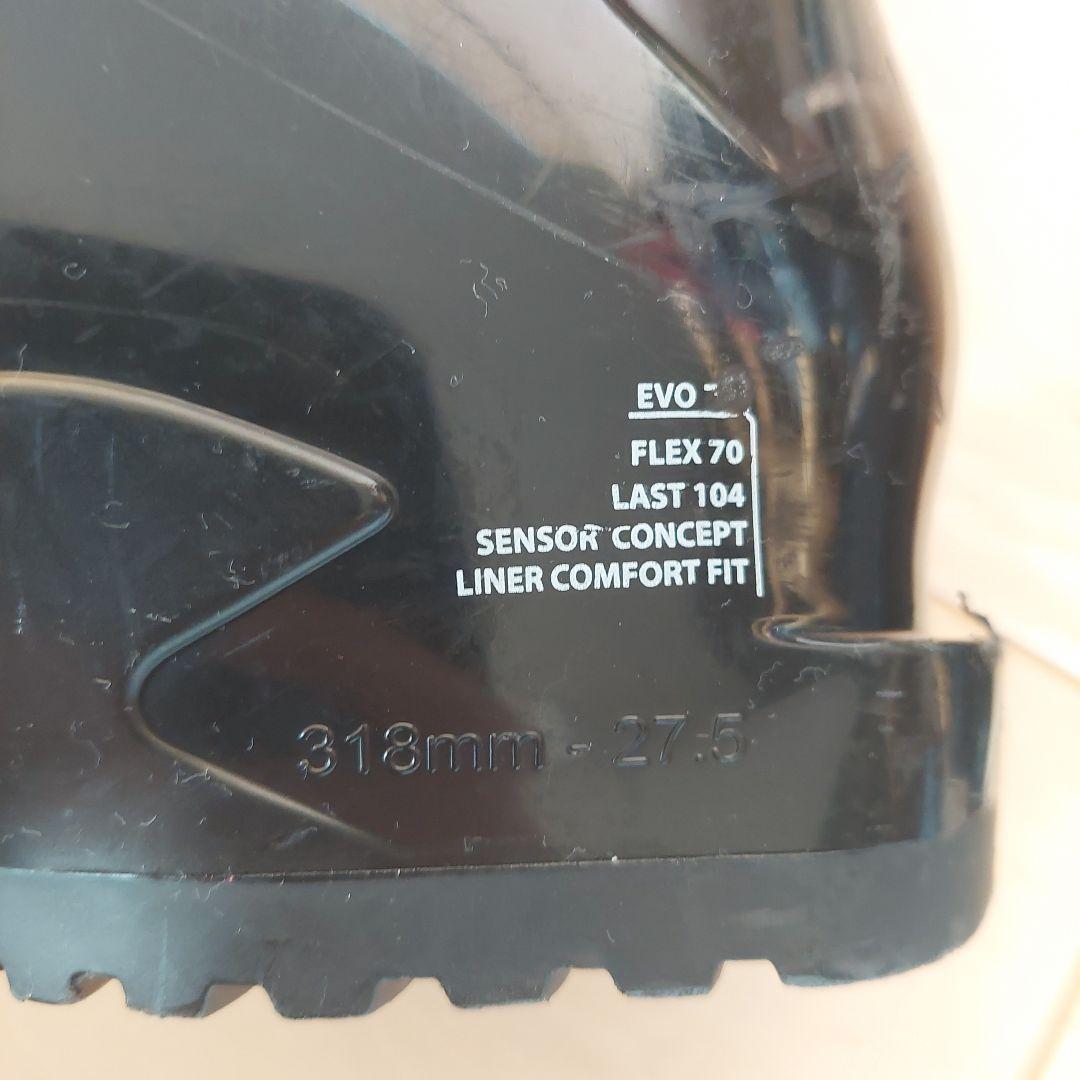 EVO
FLEX 70
LAST 104
SENSOR CONCEPT
LINER COMFORT FIT
318mm - 27.5